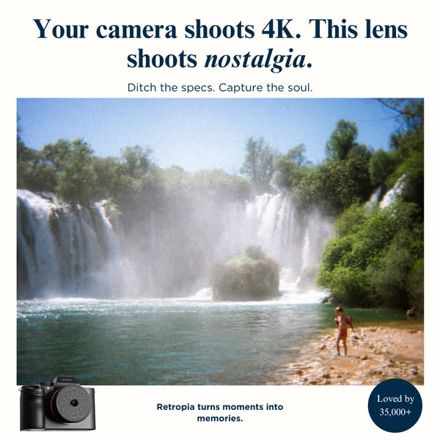 Your camera shoots 4K. This lens
shoots nostalgia.
Ditch the specs. Capture the soul.
Retropia turns moments into
memories.
Loved by
35,000+